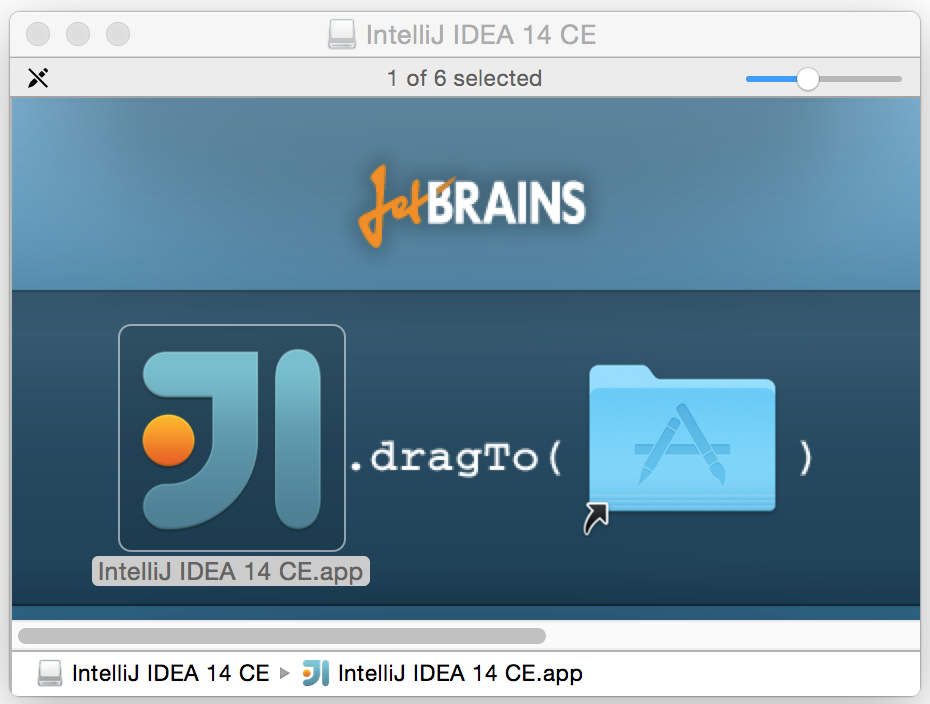 IntelliJ IDEA 14 CE
1 of 6 selected
JetBRAINS
.dragTo( )
IntelliJ IDEA 14 CE.app
IntelliJ IDEA 14 CE ▸ IntelliJ IDEA 14 CE.app